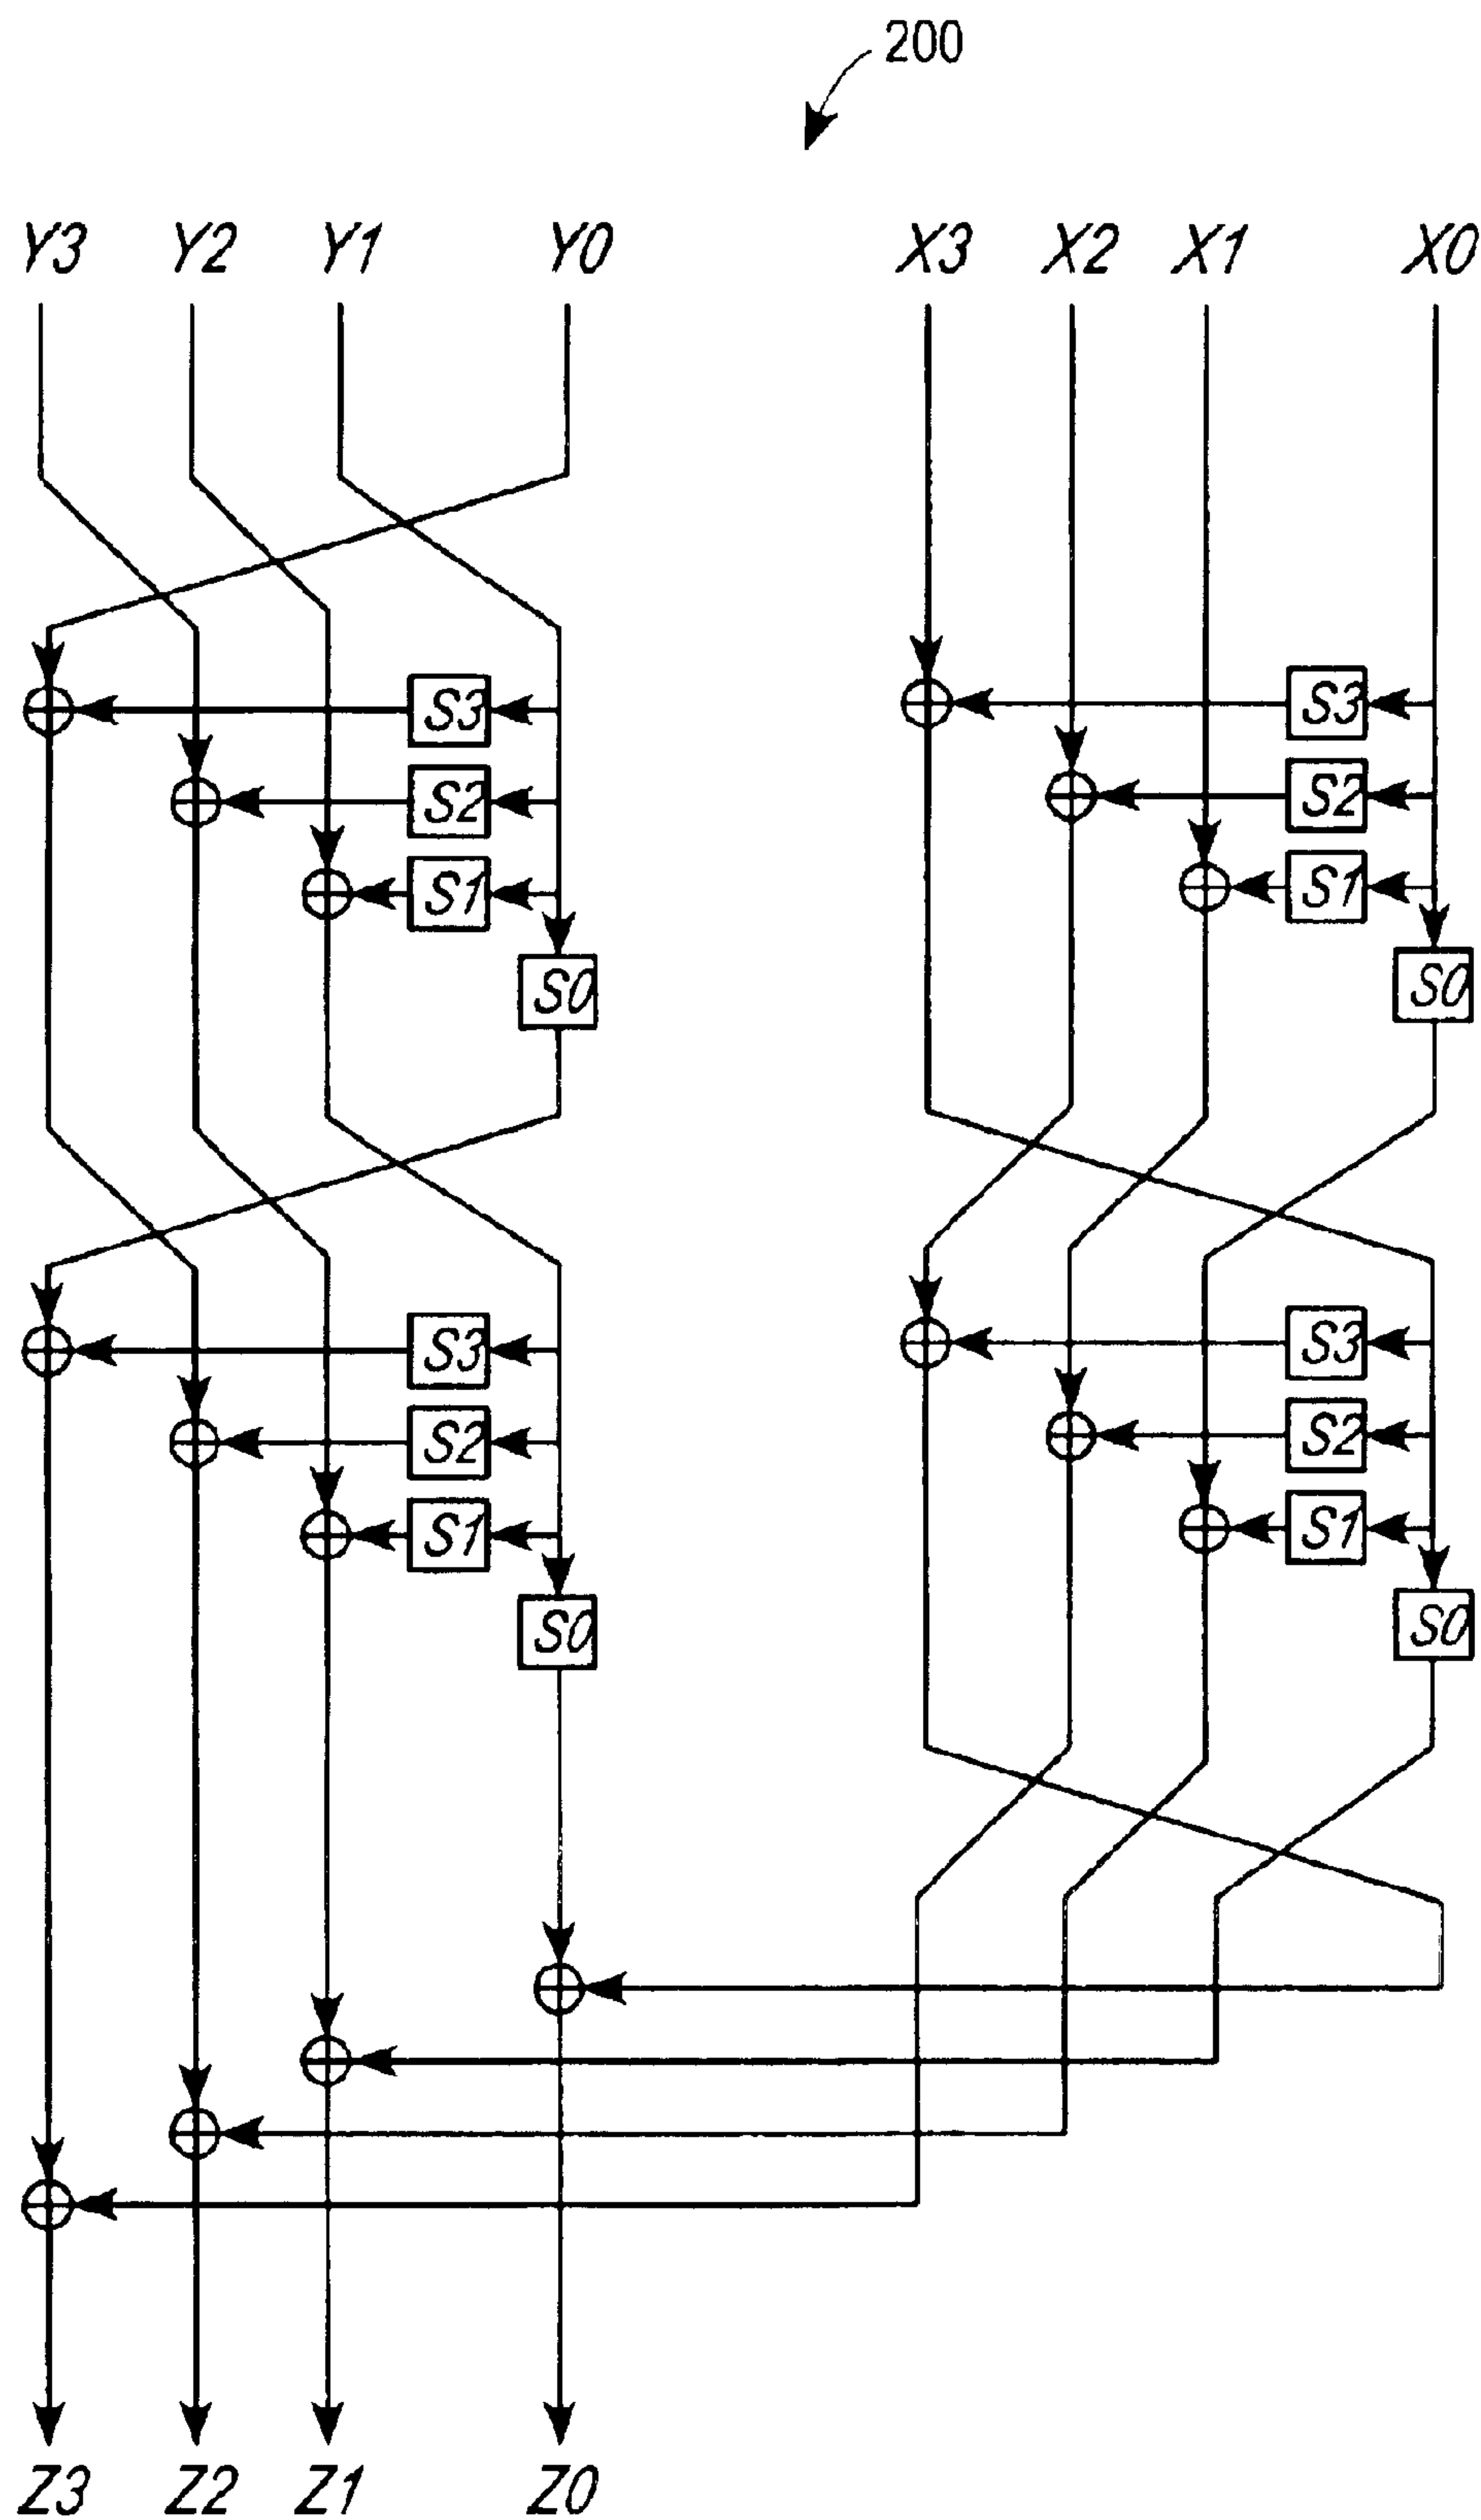 200
Y3 Y2 Y1 Y0 X3 X2 X1 X0
S3 S3
S2 S2
S1 S1
S0 S0
S3 S3
S2 S2
S1 S1
S0 S0
Z3 Z2 Z1 Z0